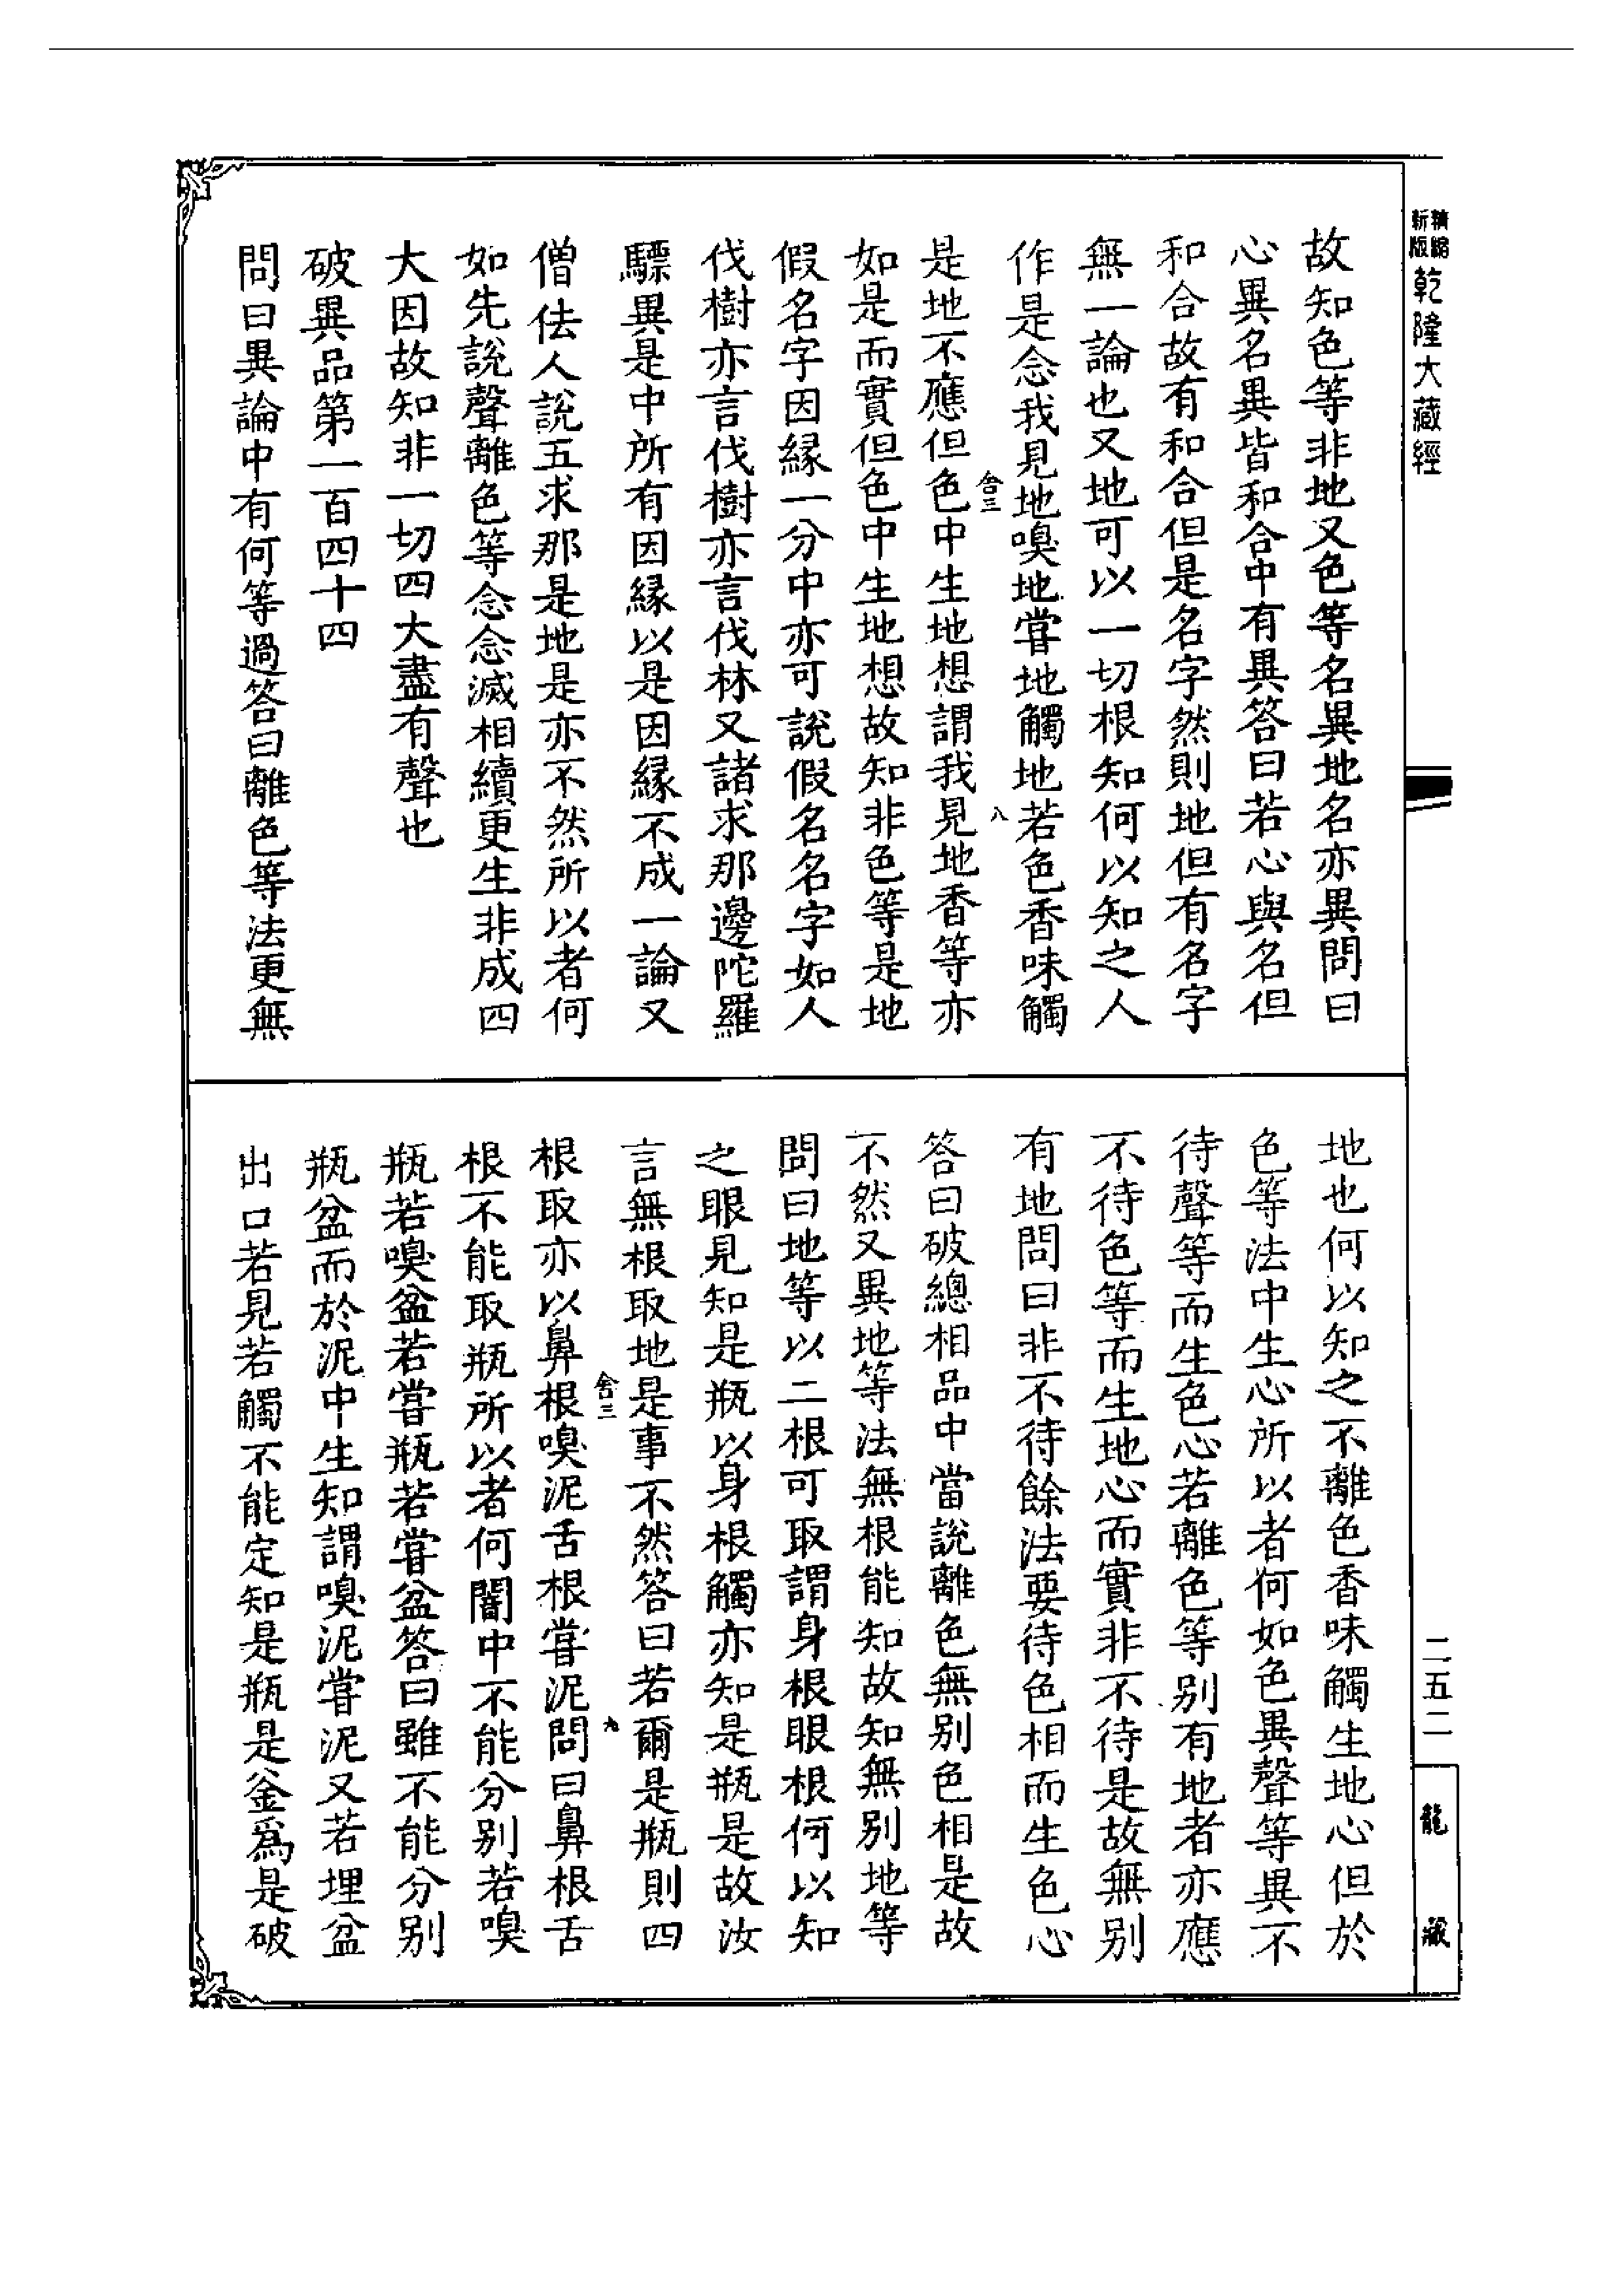 精縮新版
乾隆大藏經
故知色等非地又色等名異地名亦異問曰
心異名異皆和合中有異答曰若心與名但
和合故有和合但是名字然則地但有名字
無一論也又地可以一切根知何以知之人
作是念我見地嗅地嘗地觸地若色香味觸
舍三
八
是地不應但色中生地想謂我見地香等亦
如是而實但色中生地想故知非色等是地
假名字因緣一分中亦可說假名名字如人
伐樹亦言伐樹亦言伐林又諸求那邊陀羅
驃異是中所有因緣以是因緣不成一論又
僧佉人說五求那是地是亦不然所以者何
如先說聲離色等念念滅相續更生非成四
大因故知非一切四大盡有聲也
破異品第一百四十四
問曰異論中有何等過答曰離色等法更無
地也何以知之不離色香味觸生地心但於
色等法中生心所以者何如色異聲等異不
待聲等而生色心若離色等別有地者亦應
不待色等而生地心而實非不待是故無別
有地問曰非不待餘法要待色相而生色心
答曰破總相品中當說離色無別色相是故
不然又異地等法無根能知故知無別地等
問曰地等以二根可取謂身根眼根何以知
之眼見知是瓶以身根觸亦知是瓶是故汝
言無根取地是事不然答曰若爾是瓶則四
舍三
九
根取亦以鼻根嗅泥舌根嘗泥問曰鼻根舌
根不能取瓶所以者何闇中不能分別若嗅
瓶若嗅盆若嘗瓶若嘗盆答曰雖不能分別
瓶盆而於泥中生知謂嗅泥嘗泥又若埋盆
出口若見若觸不能定知是瓶是釜爲是破
二五二
龍藏